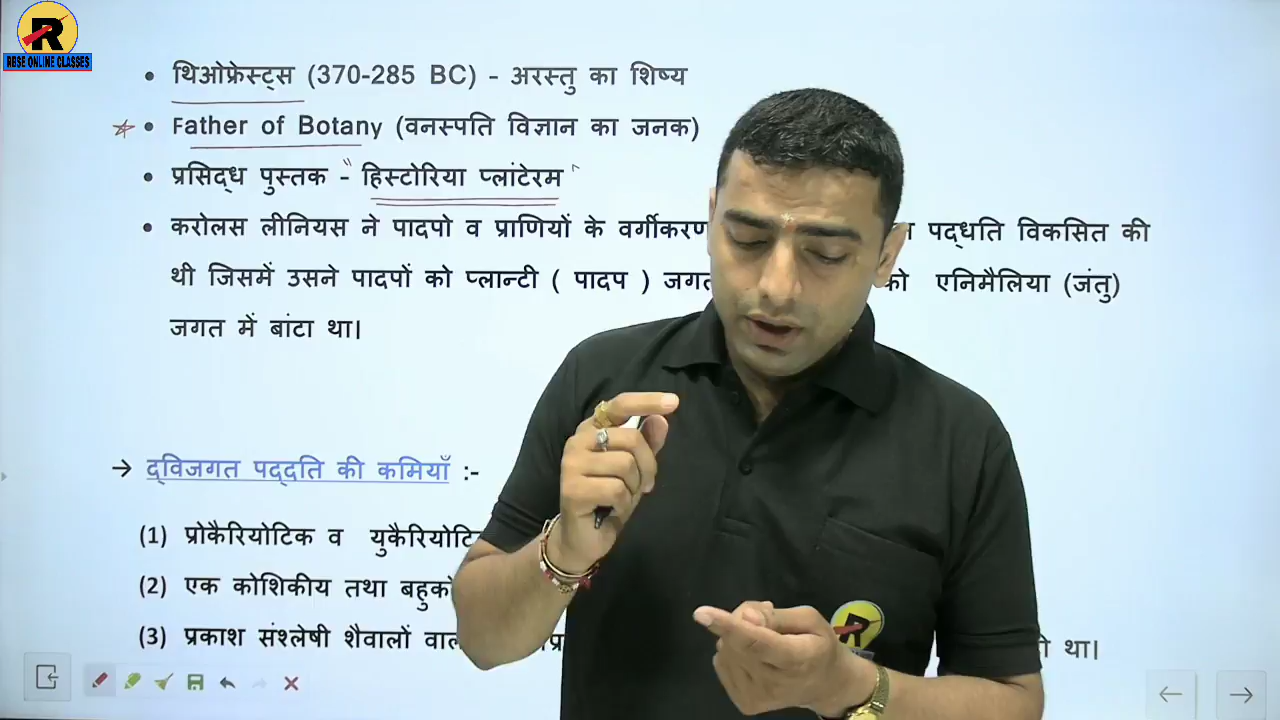 R
RBSE ONLINE CLASSES
• थिओफ्रेस्ट्स (370-285 BC) - अरस्तु का शिष्य
• Father of Botany (वनस्पति विज्ञान का जनक)
• प्रसिद्ध पुस्तक - " हिस्टोरिया प्लांटेरम "
• करोलस लीनियस ने पादपो व प्राणियों के वर्गीकरण पद्धति विकसित की
थी जिसमें उसने पादपों को प्लान्टी ( पादप ) जगत को एनिमैलिया (जंतु)
जगत में बांटा था।
→ द्विजगत पद्दति की कमियाँ :-
(1) प्रोकैरियोटिक व युकैरियोटि
(2) एक कोशिकीय तथा
(3) प्रकाश संश्लेषी शैवालों था।
R